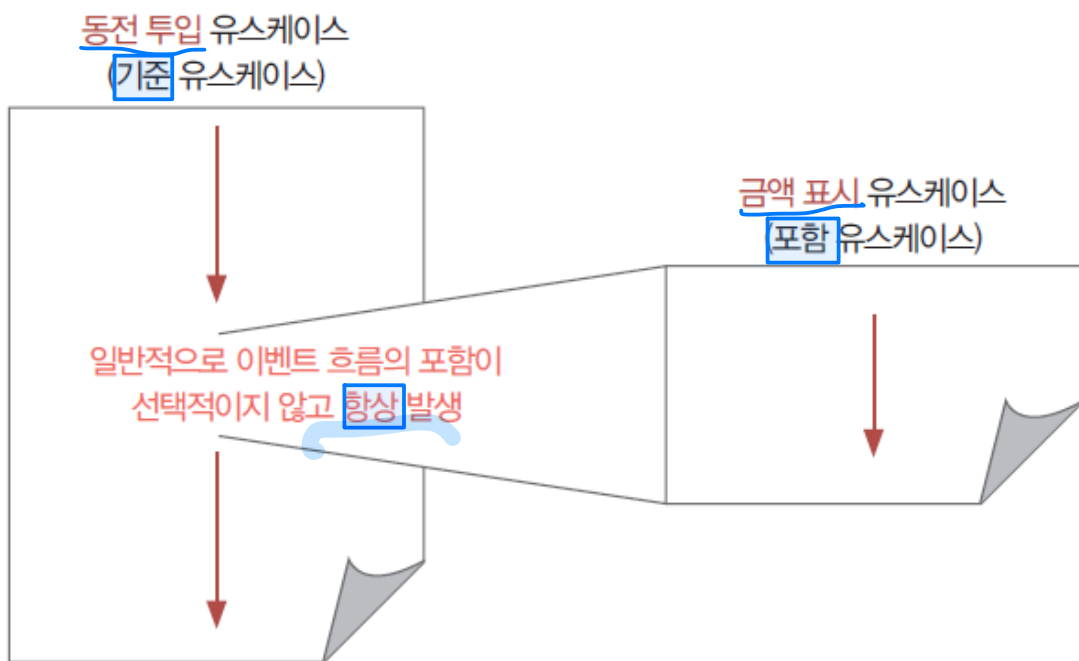 동전 투입 유스케이스
(기준 유스케이스)
금액 표시 유스케이스
(포함 유스케이스)
일반적으로 이벤트 흐름의 포함이
선택적이지 않고 항상 발생